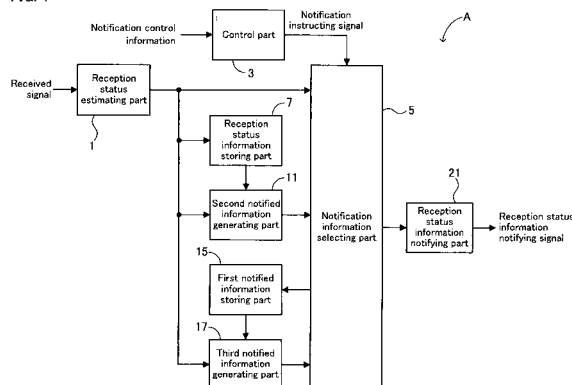 Notification control
information
Control part
3
Notification
instructing signal
A
Received
signal
Reception
status
estimating part
1
7
Reception
status
information
storing part
5
11
Second notified
information
generating part
Notification
information
selecting part
21
Reception
status
information
notifying part
Reception status
information
notifying signal
15
First notified
information
storing part
17
Third notified
information
generating part